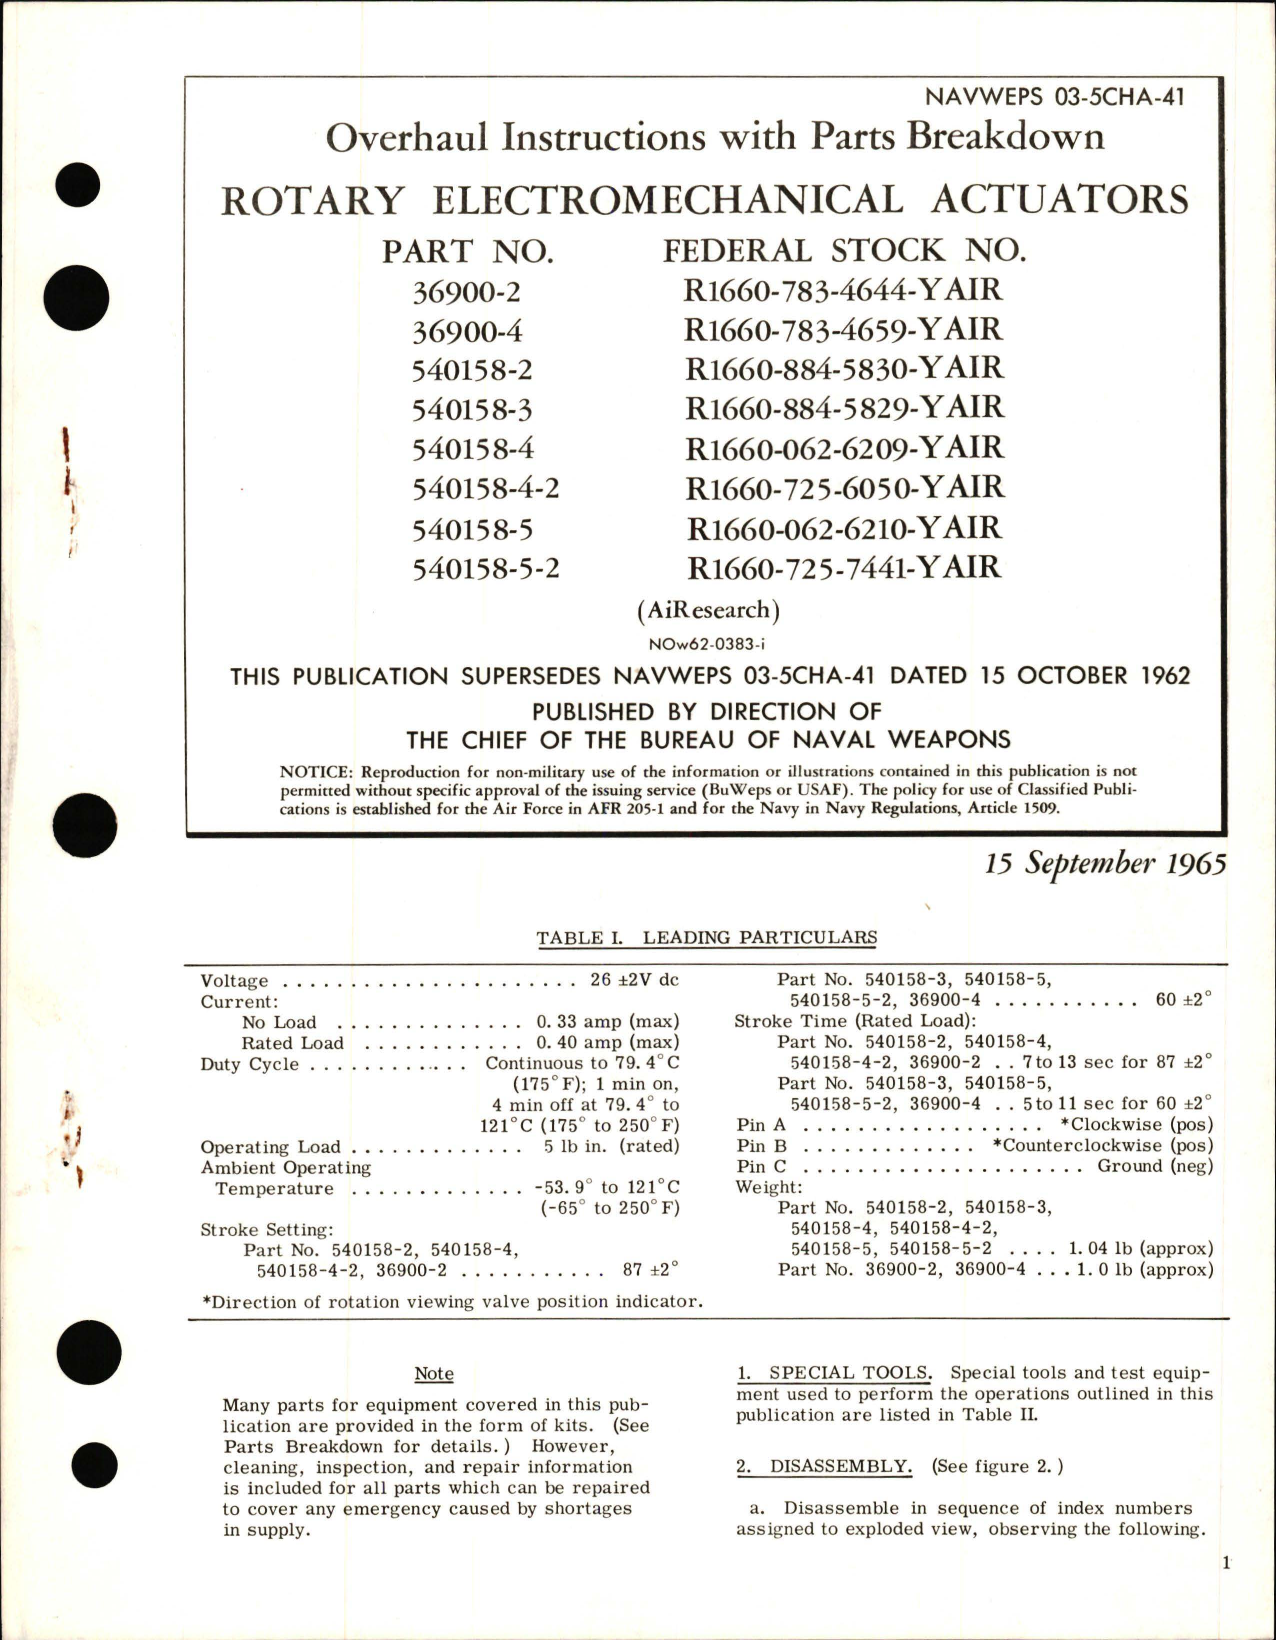 NAVWEPS 03-5CHA-41
Overhaul Instructions with Parts Breakdown
ROTARY ELECTROMECHANICAL ACTUATORS
PART NO. FEDERAL STOCK NO.
36900-2 R1660-783-4644-YAIR
36900-4 R1660-783-4659-YAIR
540158-2 R1660-884-5830-YAIR
540158-3 R1660-884-5829-YAIR
540158-4 R1660-062-6209-YAIR
540158-4-2 R1660-725-6050-YAIR
540158-5 R1660-062-6210-YAIR
540158-5-2 R1660-725-7441-YAIR
(AiResearch)
NOw62-0383-i
THIS PUBLICATION SUPERSEDES NAVWEPS 03-5CHA-41 DATED 15 OCTOBER 1962
PUBLISHED BY DIRECTION OF
THE CHIEF OF THE BUREAU OF NAVAL WEAPONS
NOTICE: Reproduction for non-military use of the information or illustrations contained in this publication is not
permitted without specific approval of the issuing service (BuWeps or USAF). The policy for use of Classified Publi-
cations is established for the Air Force in AFR 205-1 and for the Navy in Navy Regulations, Article 1509.
15 September 1965
TABLE I. LEADING PARTICULARS
Voltage . . . . . . . . . . . . . . . . . . . . . . 26 ±2V dc
Current:
No Load . . . . . . . . . . . . . . 0.33 amp (max)
Rated Load . . . . . . . . . . . . 0.40 amp (max)
Duty Cycle . . . . . . . . . . . . Continuous to 79.4°C
(175°F); 1 min on,
4 min off at 79.4° to
121°C (175° to 250°F)
Operating Load . . . . . . . . . . . . . 5 lb in. (rated)
Ambient Operating
Temperature . . . . . . . . . . . . . -53.9° to 121°C
(-65° to 250°F)
Stroke Setting:
Part No. 540158-2, 540158-4,
540158-4-2, 36900-2 . . . . . . . . . . . 87 ±2°
Part No. 540158-3, 540158-5,
540158-5-2, 36900-4 . . . . . . . . . . . 60 ±2°
Stroke Time (Rated Load):
Part No. 540158-2, 540158-4,
540158-4-2, 36900-2 . . 7 to 13 sec for 87 ±2°
Part No. 540158-3, 540158-5,
540158-5-2, 36900-4 . . 5 to 11 sec for 60 ±2°
Pin A . . . . . . . . . . . . . . . . . . *Clockwise (pos)
Pin B . . . . . . . . . . . . . *Counterclockwise (pos)
Pin C . . . . . . . . . . . . . . . . . . . . . Ground (neg)
Weight:
Part No. 540158-2, 540158-3,
540158-4, 540158-4-2,
540158-5, 540158-5-2 . . . . 1.04 lb (approx)
Part No. 36900-2, 36900-4 . . . 1.0 lb (approx)
*Direction of rotation viewing valve position indicator.
Note
Many parts for equipment covered in this pub-
lication are provided in the form of kits. (See
Parts Breakdown for details.) However,
cleaning, inspection, and repair information
is included for all parts which can be repaired
to cover any emergency caused by shortages
in supply.
1. SPECIAL TOOLS. Special tools and test equip-
ment used to perform the operations outlined in this
publication are listed in Table II.
2. DISASSEMBLY. (See figure 2.)
a. Disassemble in sequence of index numbers
assigned to exploded view, observing the following.
1